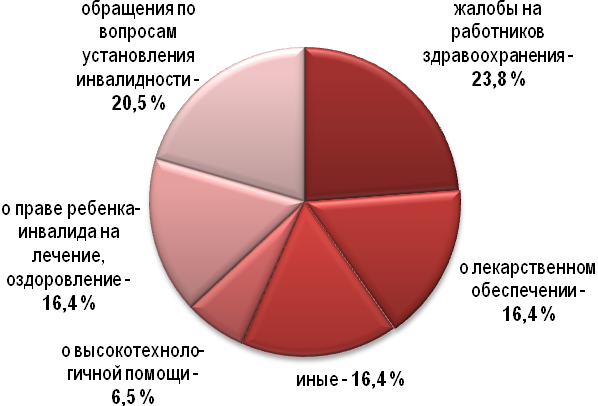 обращения по
вопросам
установления
инвалидности -
20,5 %
жалобы на
работников
здравоохранения -
23,8 %
о праве ребенка-
инвалида на
лечение,
оздоровление -
16,4 %
о лекарственном
обеспечении -
16,4 %
о высокотехноло-
гичной помощи -
6,5 %
иные - 16,4 %